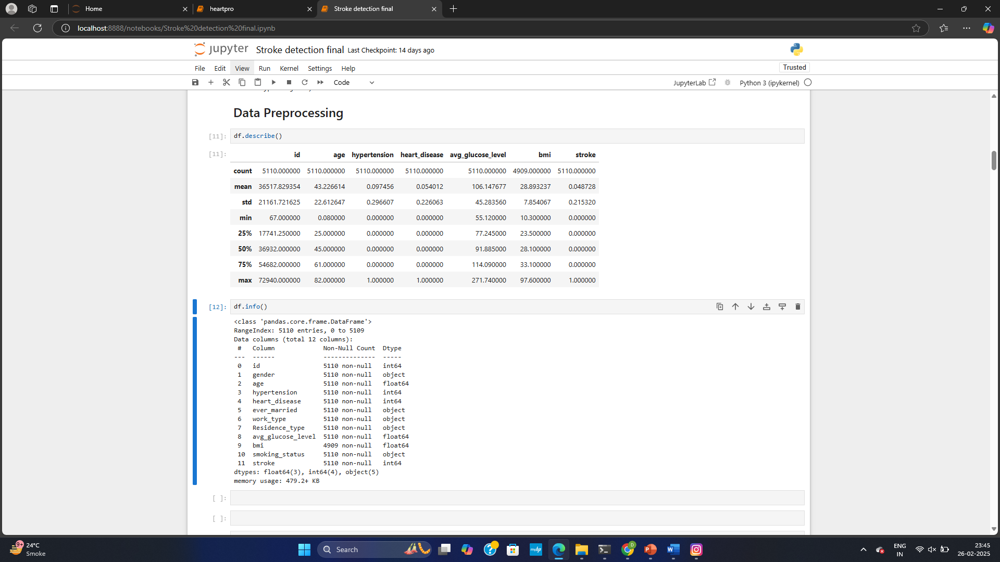 Home
heartpro
Stroke detection final
localhost:8888/notebooks/Stroke%20detection%20final.ipynb
jupyter Stroke detection final Last Checkpoint: 14 days ago
File Edit View Run Kernel Settings Help
Trusted
Code
JupyterLab
Python 3 (ipykernel)
Data Preprocessing
[11]: df.describe()
[11]: id age hypertension heart_disease avg_glucose_level bmi stroke
count 5110.000000 5110.000000 5110.000000 5110.000000 5110.000000 4909.000000 5110.000000
mean 36517.829354 43.226614 0.097456 0.054012 106.147677 28.893237 0.048728
std 21161.721625 22.612647 0.296607 0.226063 45.283560 7.854067 0.215320
min 67.000000 0.080000 0.000000 0.000000 55.120000 10.300000 0.000000
25% 17741.250000 25.000000 0.000000 0.000000 77.245000 23.500000 0.000000
50% 36932.000000 45.000000 0.000000 0.000000 91.885000 28.100000 0.000000
75% 54682.000000 61.000000 0.000000 0.000000 114.090000 33.100000 0.000000
max 72940.000000 82.000000 1.000000 1.000000 271.740000 97.600000 1.000000
[12]: df.info()
<class 'pandas.core.frame.DataFrame'>
RangeIndex: 5110 entries, 0 to 5109
Data columns (total 12 columns):
# Column Non-Null Count Dtype
--- ------ -------------- -----
0 id 5110 non-null int64
1 gender 5110 non-null object
2 age 5110 non-null float64
3 hypertension 5110 non-null int64
4 heart_disease 5110 non-null int64
5 ever_married 5110 non-null object
6 work_type 5110 non-null object
7 Residence_type 5110 non-null object
8 avg_glucose_level 5110 non-null float64
9 bmi 4909 non-null float64
10 smoking_status 5110 non-null object
11 stroke 5110 non-null int64
dtypes: float64(3), int64(4), object(5)
memory usage: 479.2+ KB
[ ]:
[ ]:
9+
24°C
Smoke
Search
myhp
D
ENG
IN
23:45
26-02-2025